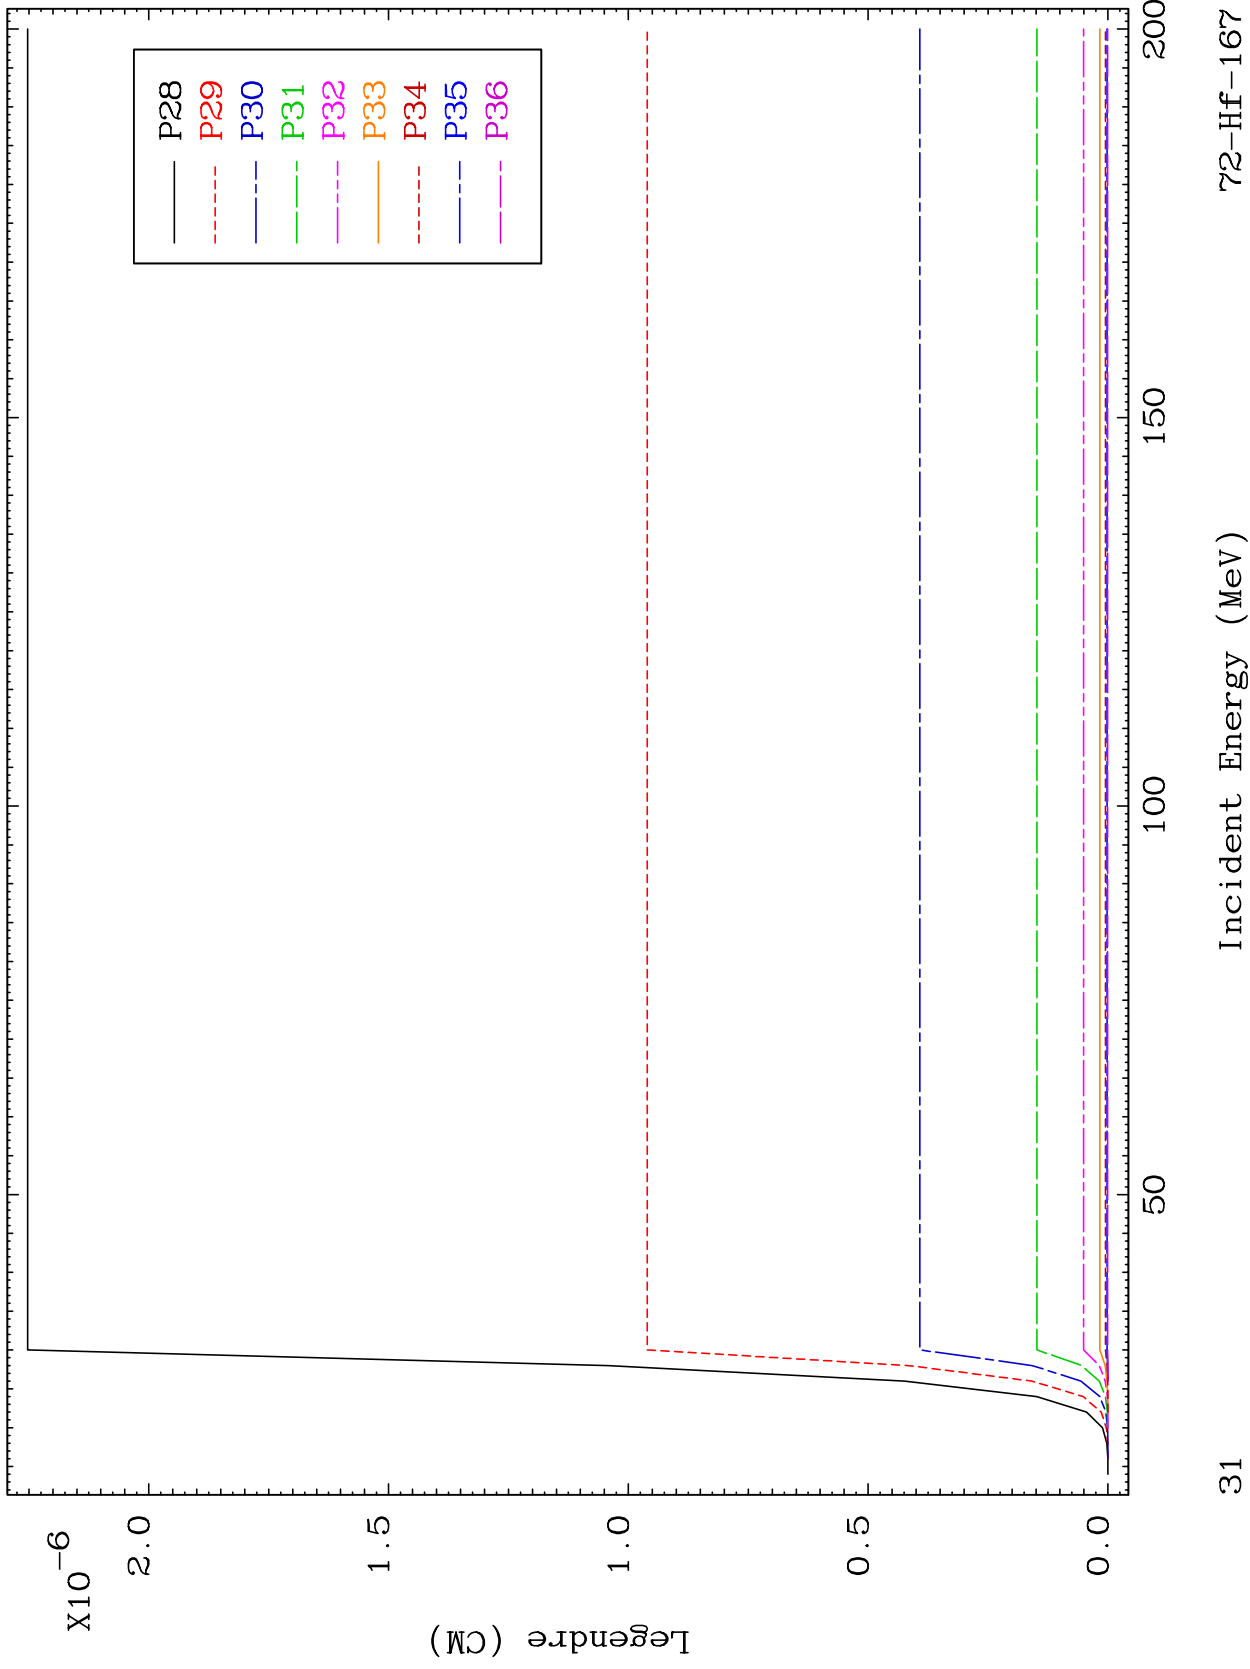 X10-6
2.0
1.5
1.0
0.5
0.0
Legendre (CM)
P28
P29
P30
P31
P32
P33
P34
P35
P36
50
100
150
200
Incident Energy (MeV)
31
72-Hf-167